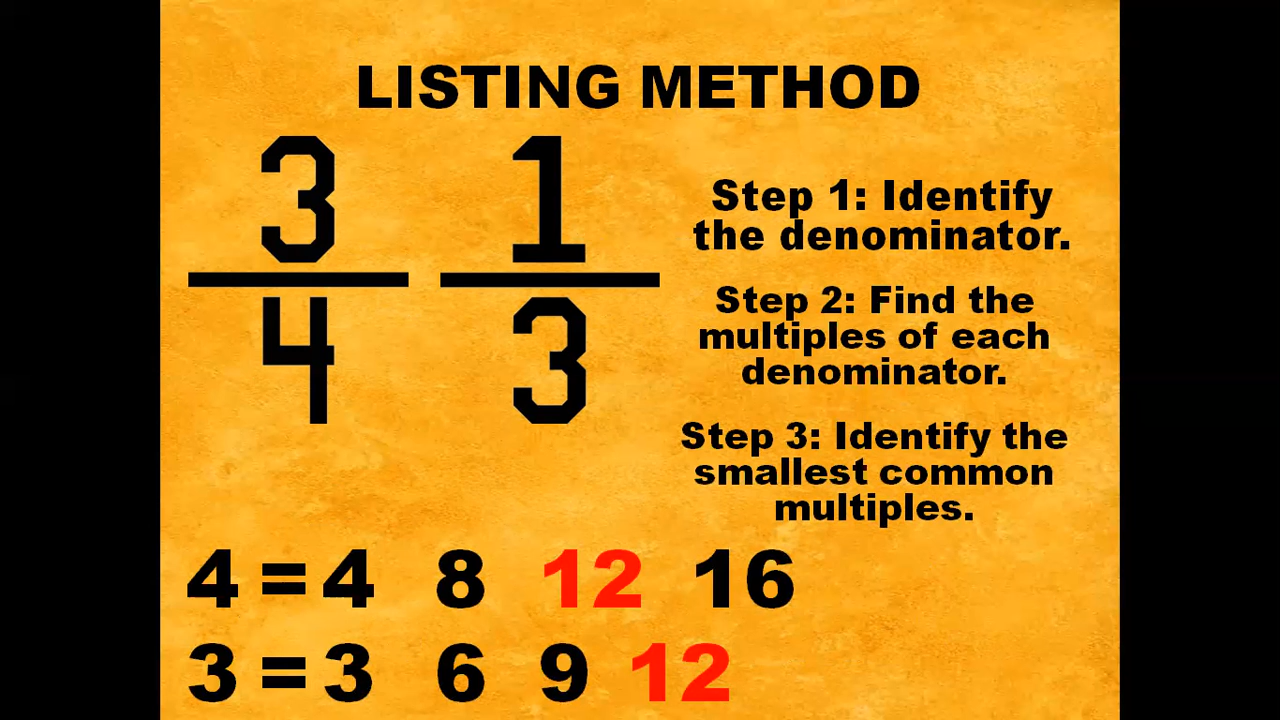 LISTING METHOD
3 1
4 3
Step 1: Identify
the denominator.
Step 2: Find the
multiples of each
denominator.
Step 3: Identify the
smallest common
multiples.
4 = 4 8 12 16
3 = 3 6 9 12